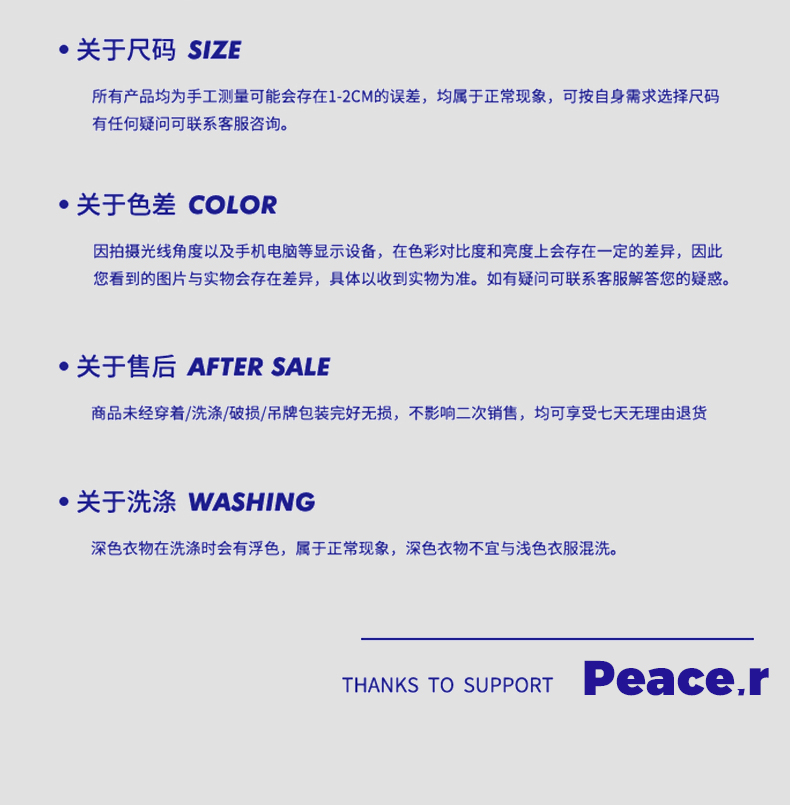 • 关于尺码 SIZE
所有产品均为手工测量可能会存在1-2CM的误差，均属于正常现象，可按自身需求选择尺码
有任何疑问可联系客服咨询。
• 关于色差 COLOR
因拍摄光线角度以及手机电脑等显示设备，在色彩对比度和亮度上会存在一定的差异，因此
您看到的图片与实物会存在差异，具体以收到实物为准。如有疑问可联系客服解答您的疑惑。
• 关于售后 AFTER SALE
商品未经穿着/洗涤/破损/吊牌包装完好无损，不影响二次销售，均可享受七天无理由退货
• 关于洗涤 WASHING
深色衣物在洗涤时会有浮色，属于正常现象，深色衣物不宜与浅色衣服混洗。
THANKS TO SUPPORT Peace,r